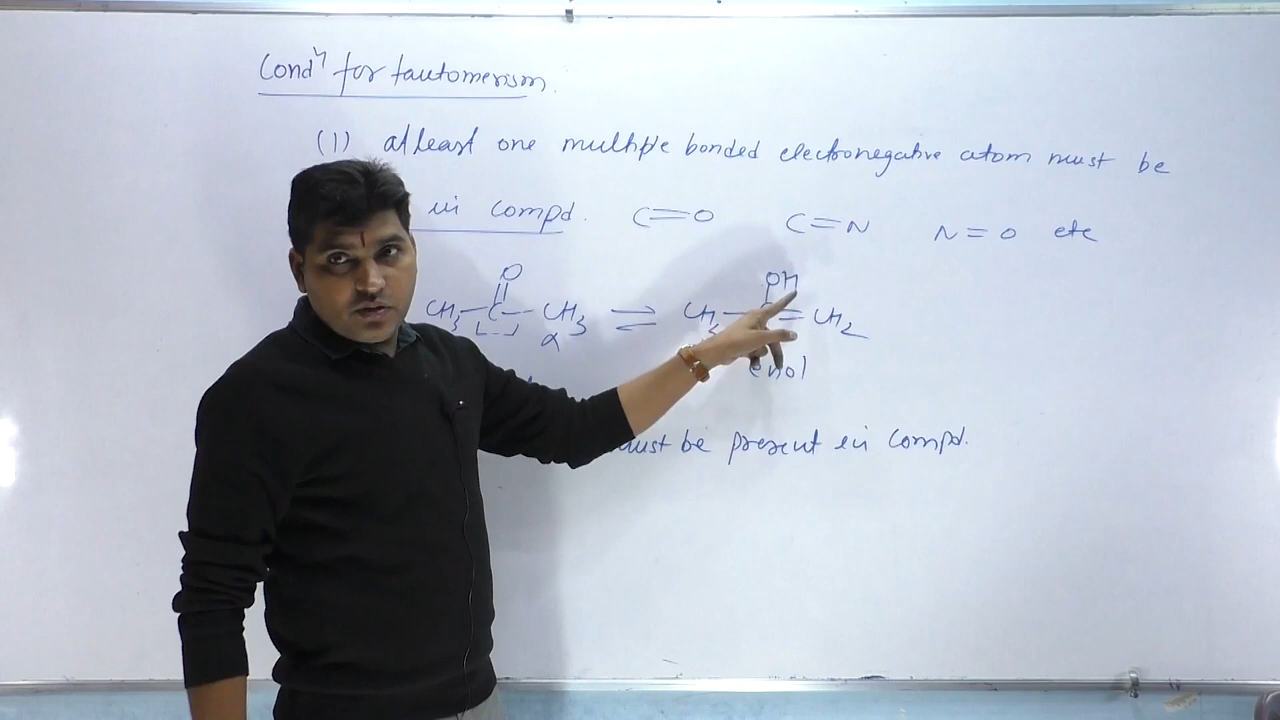 Condⁿ for tautomerism.
(1) atleast one multiple bonded electronegative atom must be
in compd. C=O C=N N=O etc
O OH
CH3-C-CH3 ⇌ CH3- =CH2
α
enol
must be present in compd.